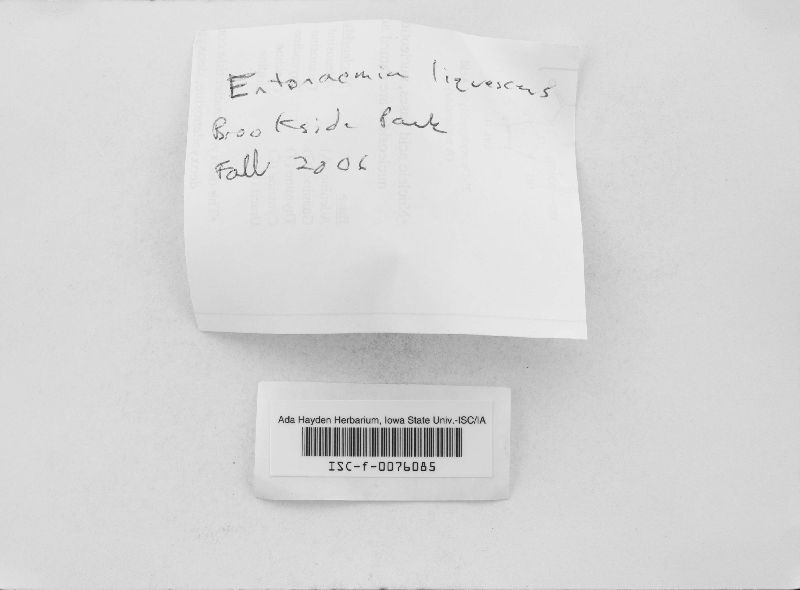 Entonaemia liquescens
Brookside Park
Fall 2006
Ada Hayden Herbarium, Iowa State Univ.-ISC/IA
ISC-f-0076085